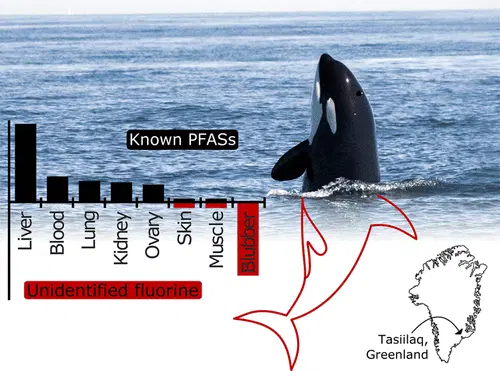 Known PFASs
Liver
Blood
Lung
Kidney
Ovary
Skin
Muscle
Blubber
Unidentified fluorine
Tasiilaq,
Greenland